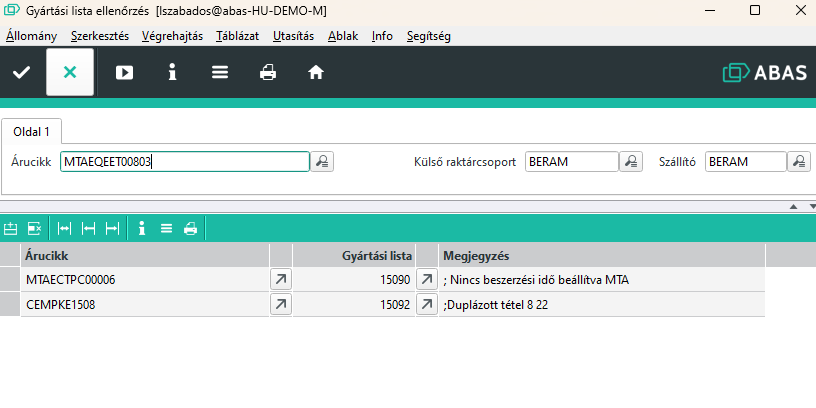 Gyártási lista ellenőrzés [lszabados@abas-HU-DEMO-M]
Állomány Szerkesztés Végrehajtás Táblázat Utasítás Ablak Info Segítség
ABAS
Oldal 1
Árucikk MTAEQEET00803 Külső raktárcsoport BERAM Szállító BERAM
Árucikk Gyártási lista Megjegyzés
MTAECTPC00006 15090 ; Nincs beszerzési idő beállítva MTA
CEMPKE1508 15092 ;Duplázott tétel 8 22